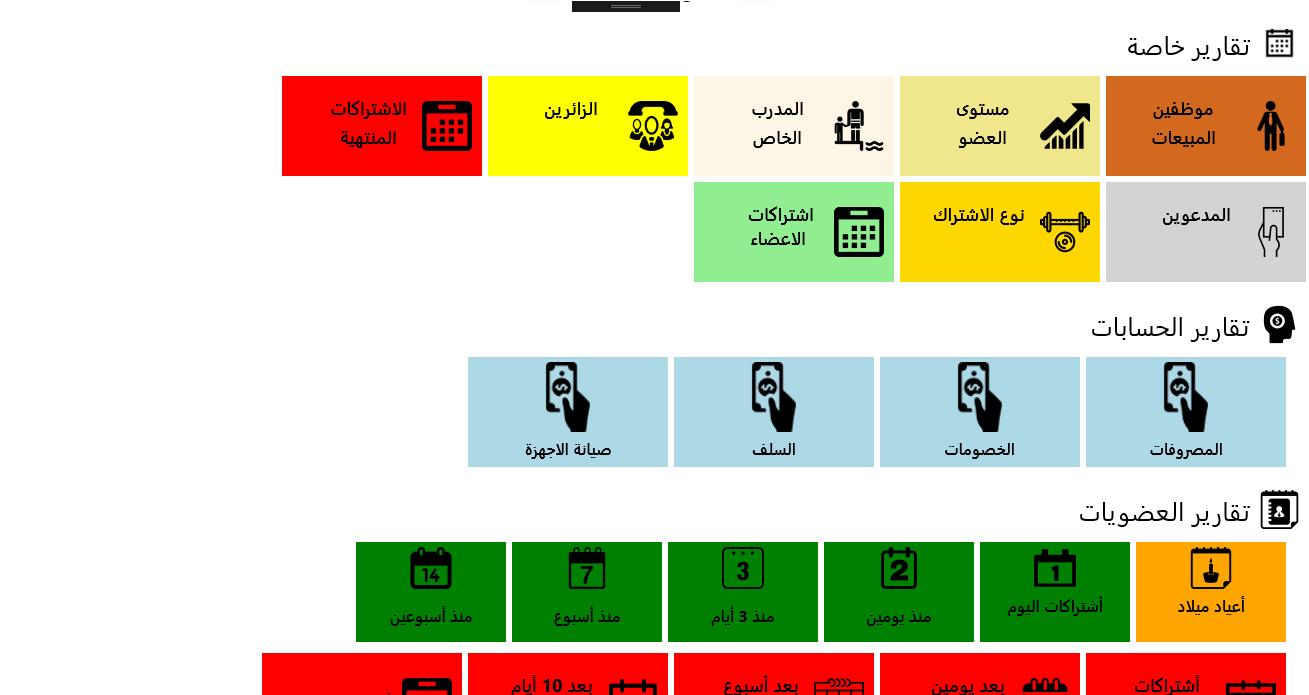 تقارير خاصة
موظفين
المبيعات
مستوى
العضو
المدرب
الخاص
الزائرين
الاشتراكات
المنتهية
المدعوين
نوع الاشتراك
اشتراكات
الاعضاء
تقارير الحسابات
المصروفات
الخصومات
السلف
صيانة الاجهزة
تقارير العضويات
أعياد ميلاد
1
أشتراكات اليوم
2
منذ يومين
3
منذ 3 أيام
7
منذ أسبوع
14
منذ أسبوعين
أشتراكات
بعد يومين
بعد أسبوع
بعد 10 أيام